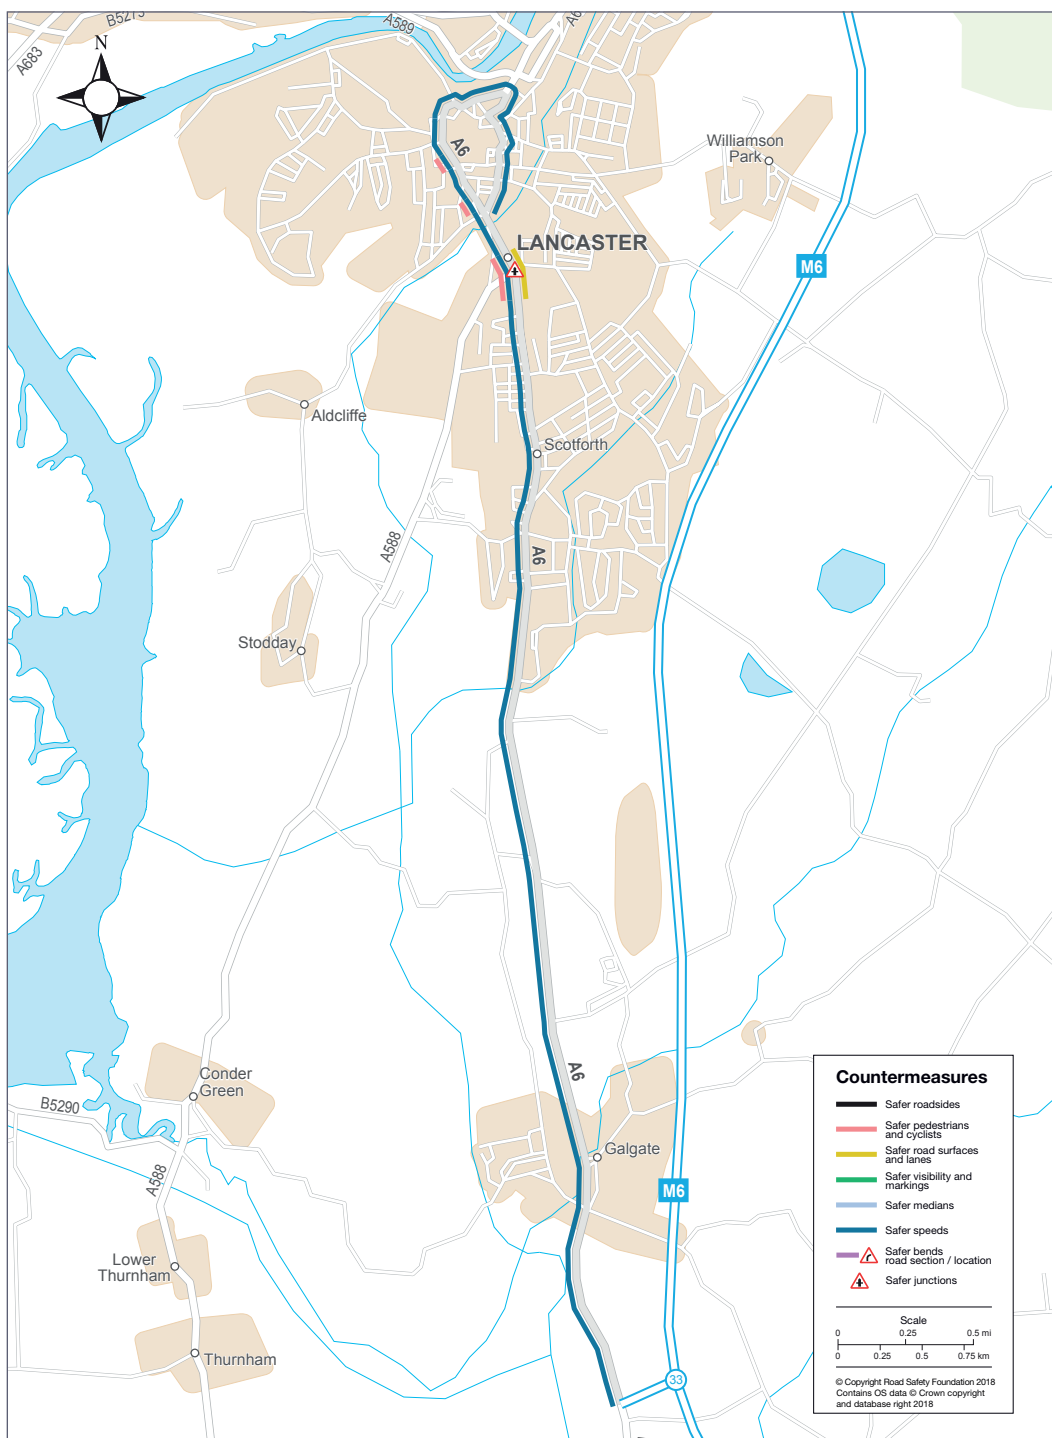 B5273
A589
A6
A683
N
A6
Williamson
Park
LANCASTER
M6
Aldcliffe
Scotforth
A588
A6
Stodday
A6
Conder
Green
B5290
Galgate
A588
M6
Lower
Thurnham
Thurnham
33
Countermeasures
Safer roadsides
Safer pedestrians
and cyclists
Safer road surfaces
and lanes
Safer visibility and
markings
Safer medians
Safer speeds
Safer bends
road section / location
Safer junctions
Scale
0 0.25 0.5 mi
0 0.25 0.5 0.75 km
© Copyright Road Safety Foundation 2018
Contains OS data © Crown copyright
and database right 2018